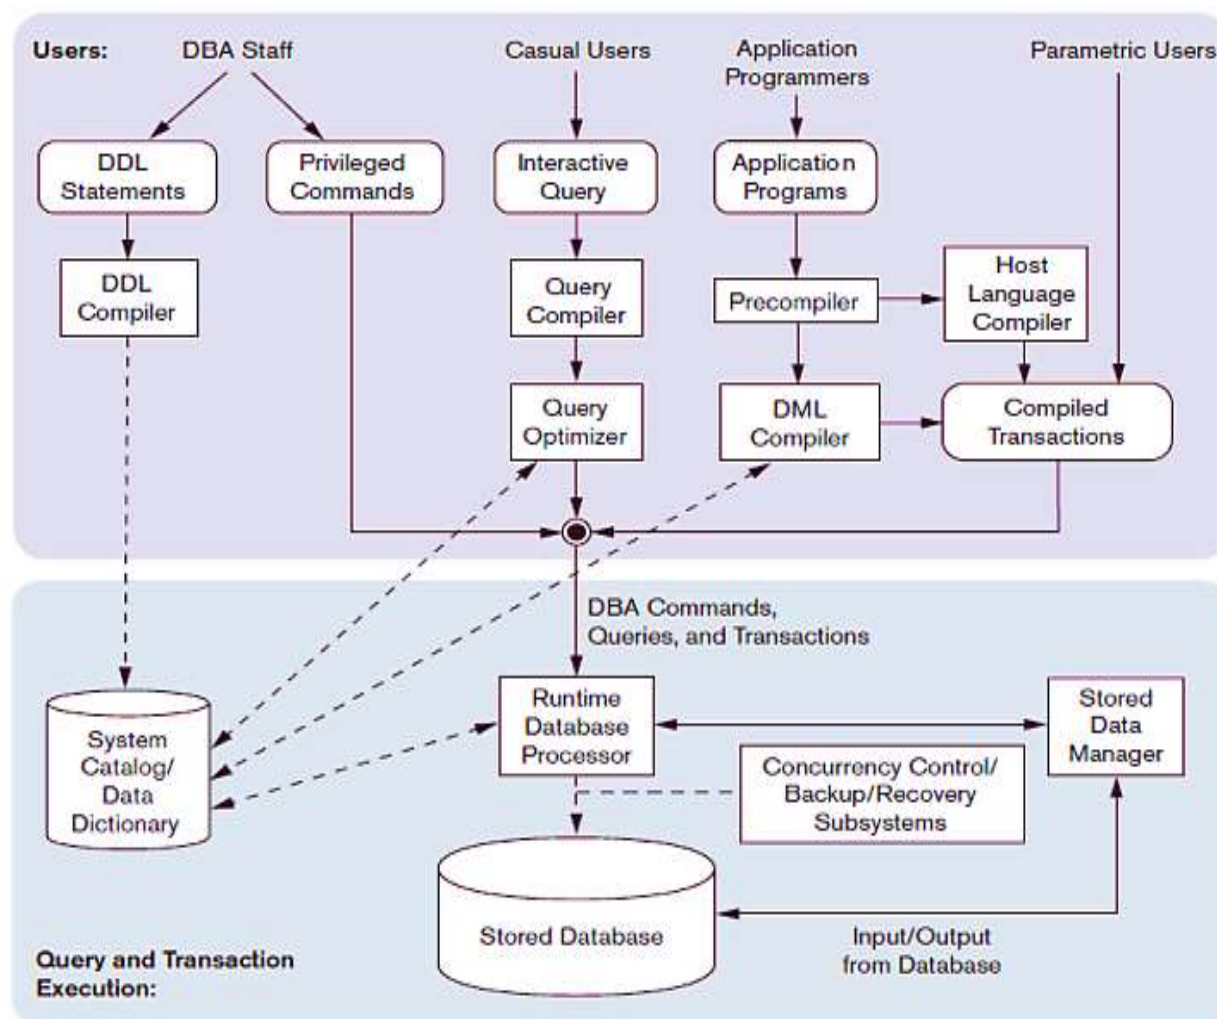 Users:
DBA Staff
Casual Users
Application
Programmers
Parametric Users
DDL
Statements
Privileged
Commands
Interactive
Query
Application
Programs
DDL
Compiler
Query
Compiler
Precompiler
Host
Language
Compiler
Query
Optimizer
DML
Compiler
Compiled
Transactions
DBA Commands,
Queries, and Transactions
System
Catalog/
Data
Dictionary
Runtime
Database
Processor
Stored
Data
Manager
Concurrency Control/
Backup/Recovery
Subsystems
Stored Database
Input/Output
from Database
Query and Transaction
Execution: